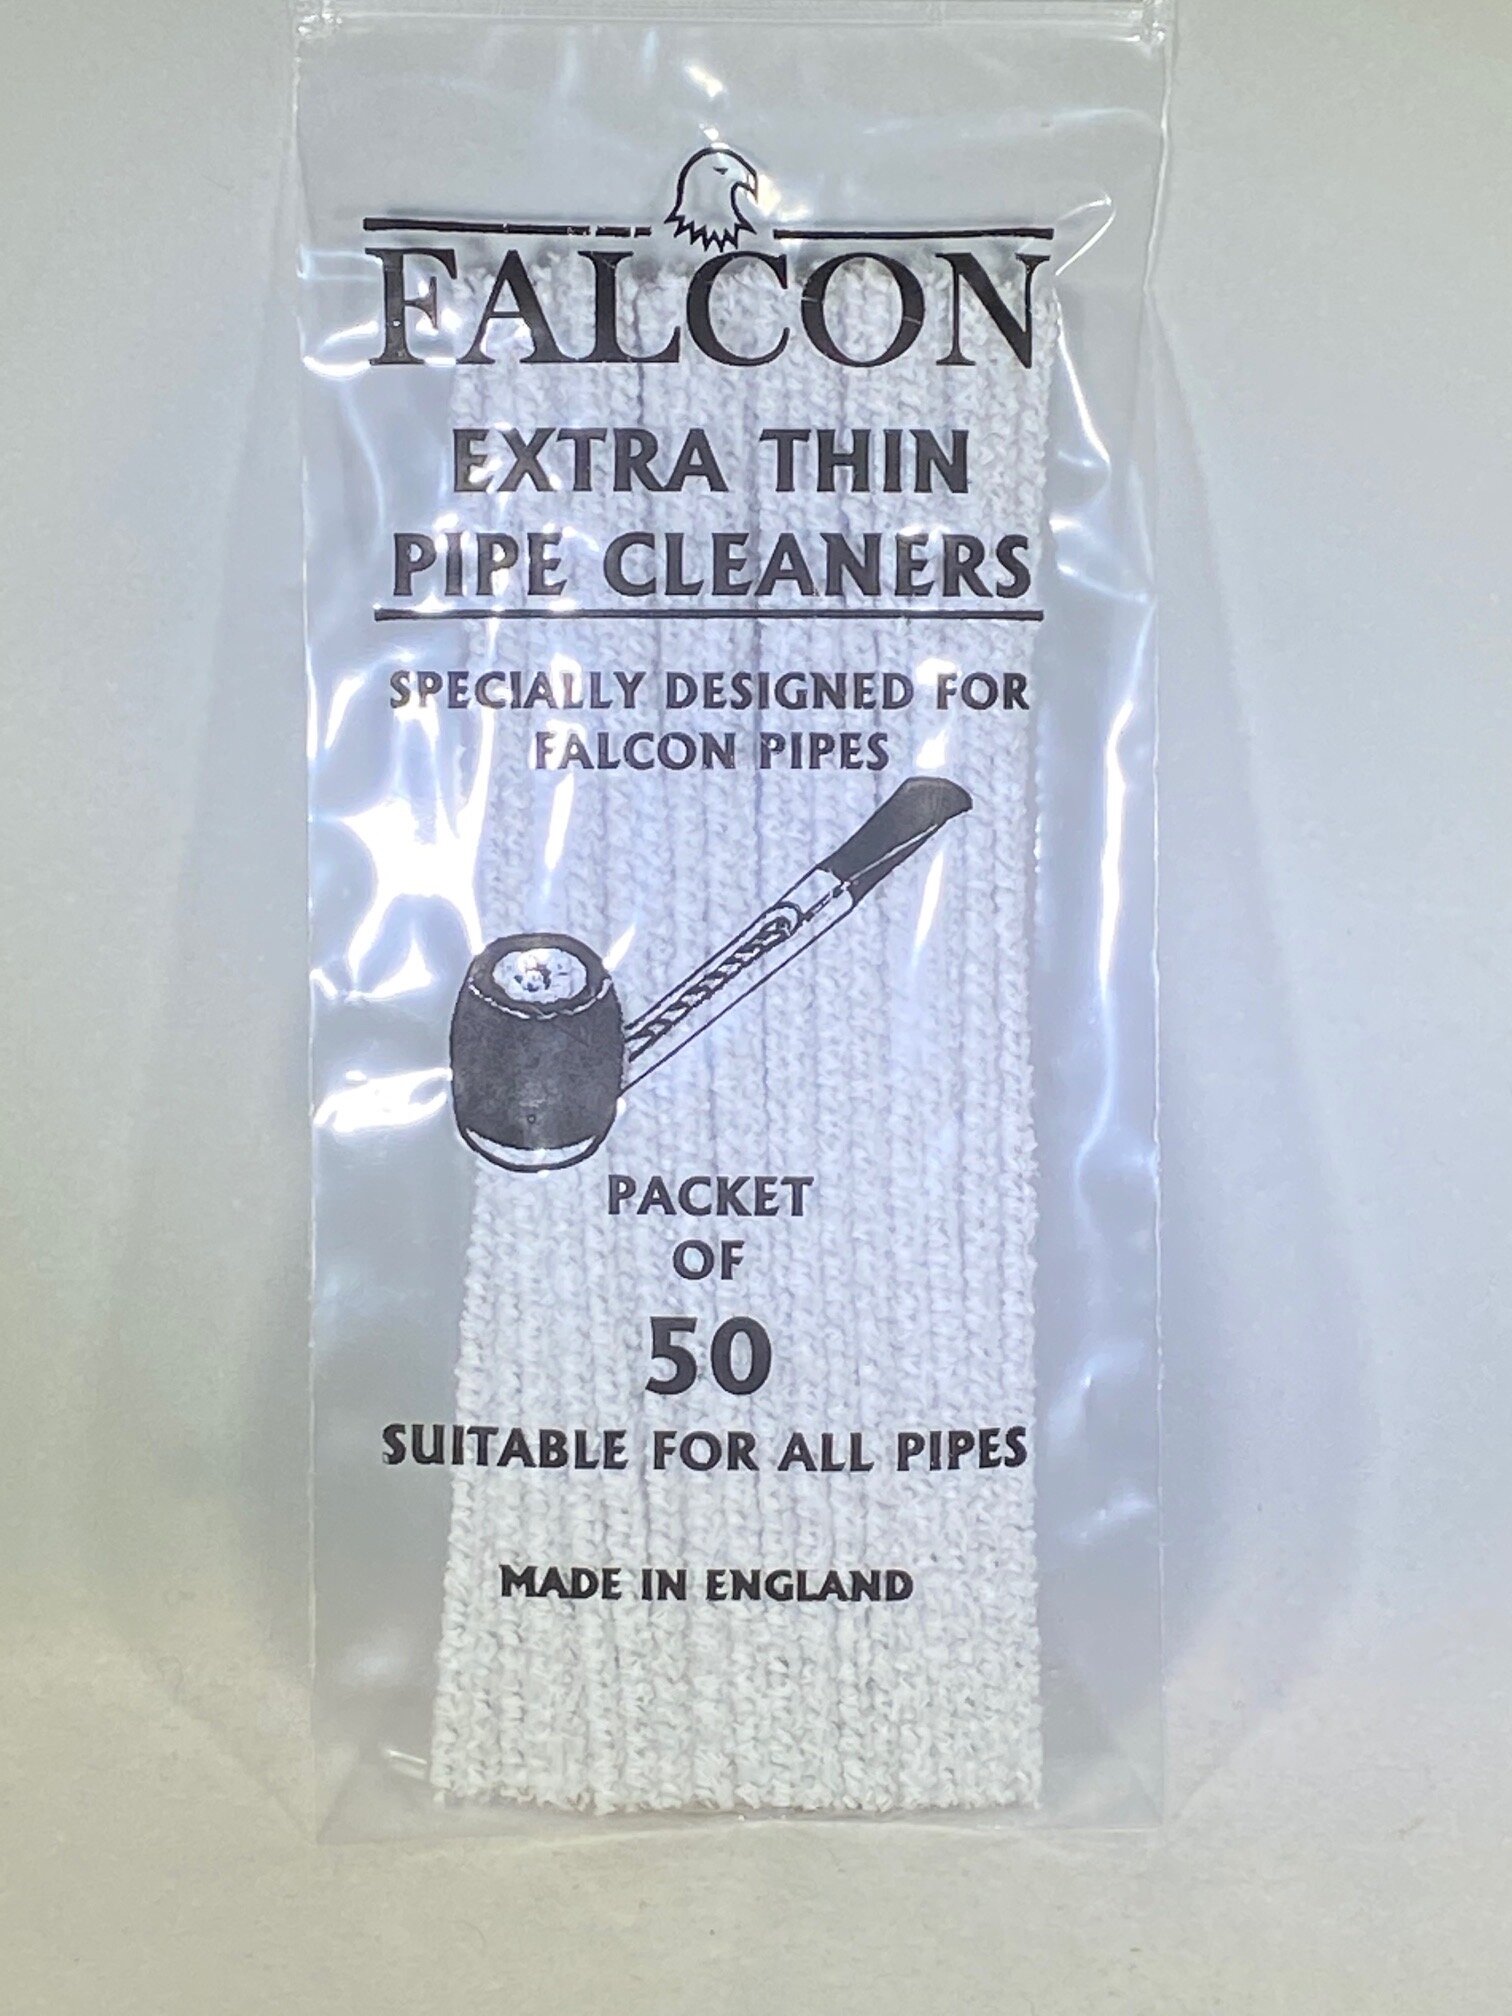 FALCON
EXTRA THIN
PIPE CLEANERS
SPECIALLY DESIGNED FOR
FALCON PIPES
PACKET
OF
50
SUITABLE FOR ALL PIPES
MADE IN ENGLAND